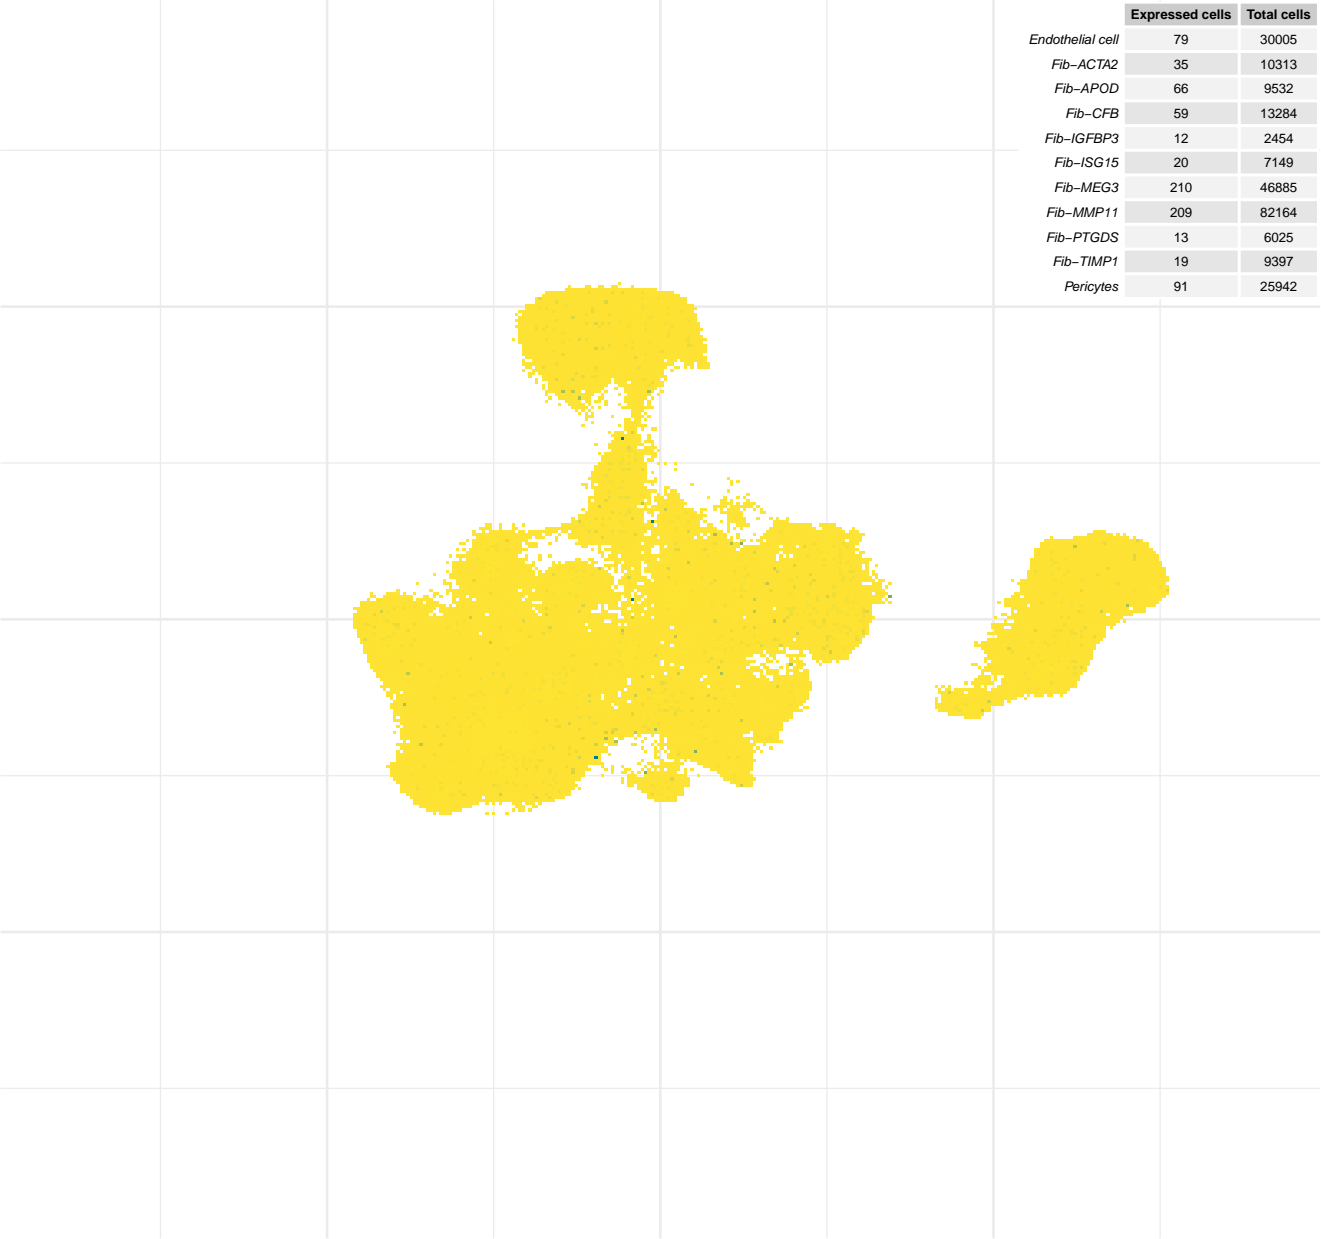 Expressed cells Total cells
Endothelial cell 79 30005
Fib−ACTA2 35 10313
Fib−APOD 66 9532
Fib−CFB 59 13284
Fib−IGFBP3 12 2454
Fib−ISG15 20 7149
Fib−MEG3 210 46885
Fib−MMP11 209 82164
Fib−PTGDS 13 6025
Fib−TIMP1 19 9397
Pericytes 91 25942